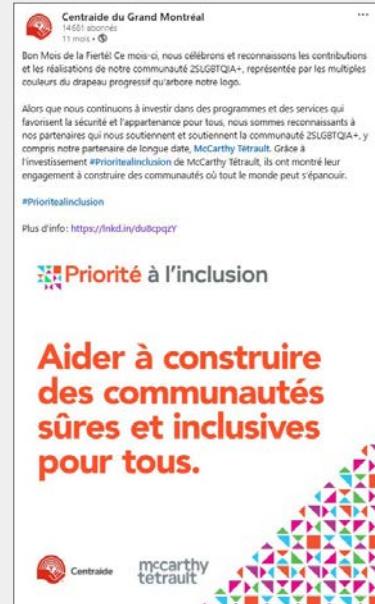 Centraide du Grand Montréal
14 601 abonnés
11 mois •
Bon Mois de la Fierté! Ce mois-ci, nous célébrons et reconnaissons les contributions
et les réalisations de notre communauté 2SLGBTQIA+, représentée par les multiples
couleurs du drapeau progressif qu'arbore notre logo.
Alors que nous continuons à investir dans des programmes et des services qui
favorisent la sécurité et l'appartenance pour tous, nous sommes reconnaissants à
nos partenaires qui nous soutiennent et soutiennent la communauté 2SLGBTQIA+, y
compris notre partenaire de longue date, McCarthy Tétrault. Grâce à
l'investissement #Prioritealinclusion de McCarthy Tétrault, ils ont montré leur
engagement à construire des communautés où tout le monde peut s'épanouir.
#Prioritealinclusion
Plus d'info: https://lnkd.in/du8cpqzY
Priorité à l'inclusion
Aider à construire
des communautés
sûres et inclusives
pour tous.
Centraide
mccarthy
tetrault